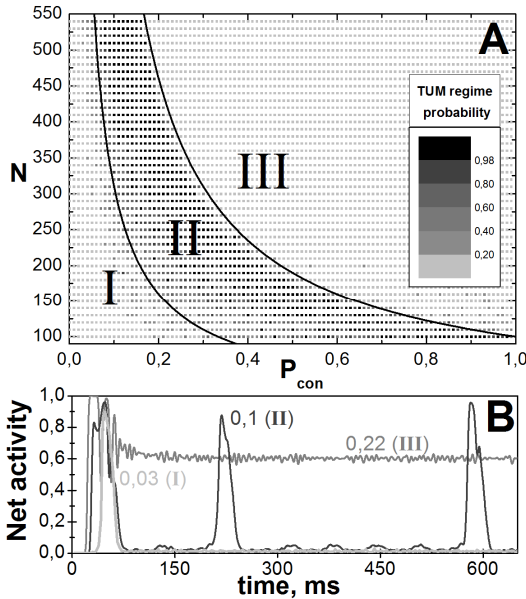 550
500
450
400
350
300
250
200
150
100
N
A
TUM regime
probability
0,98
0,80
0,60
0,40
0,20
I
II
III
0,0 0,2 0,4 0,6 0,8 1,0
Pcon
B
Net activity
1,0
0,8
0,6
0,4
0,2
0,0
0,1 (II)
0,22 (III)
0,03 (I)
0 150 300 450 600
time, ms